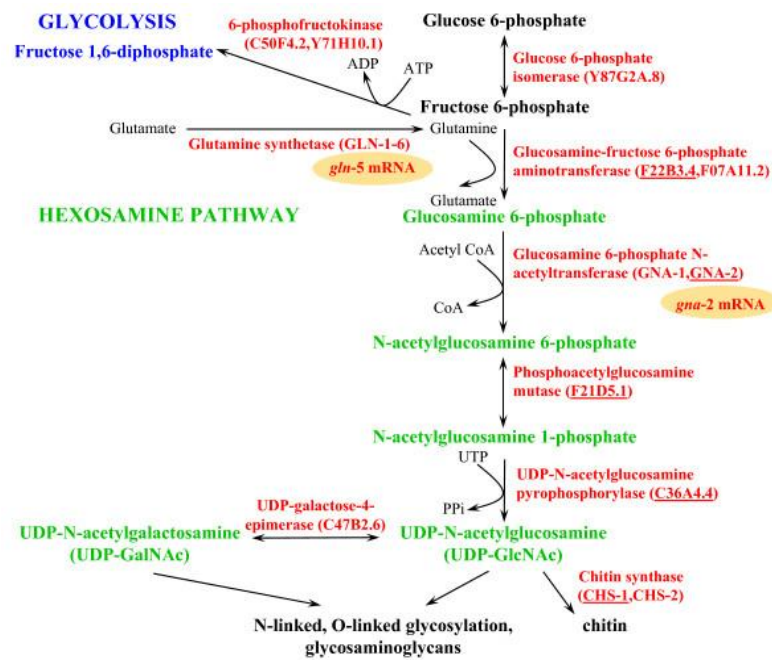 GLYCOLYSIS
6-phosphofructokinase
(C50F4.2,Y71H10.1)
Glucose 6-phosphate
Fructose 1,6-diphosphate
ADP
ATP
Glucose 6-phosphate
isomerase (Y87G2A.8)
Fructose 6-phosphate
Glutamate
Glutamine
Glutamine synthetase (GLN-1-6)
gln-5 mRNA
Glucosamine-fructose 6-phosphate
aminotransferase (F22B3.4,F07A11.2)
Glutamate
HEXOSAMINE PATHWAY
Glucosamine 6-phosphate
Acetyl CoA
Glucosamine 6-phosphate N-
acetyltransferase (GNA-1,GNA-2)
CoA
gna-2 mRNA
N-acetylglucosamine 6-phosphate
Phosphoacetylglucosamine
mutase (F21D5.1)
N-acetylglucosamine 1-phosphate
UTP
UDP-N-acetylglucosamine
pyrophosphorylase (C36A4.4)
PPi
UDP-galactose-4-
epimerase (C47B2.6)
UDP-N-acetylgalactosamine
(UDP-GalNAc)
UDP-N-acetylglucosamine
(UDP-GlcNAc)
Chitin synthase
(CHS-1,CHS-2)
N-linked, O-linked glycosylation,
glycosaminoglycans
chitin